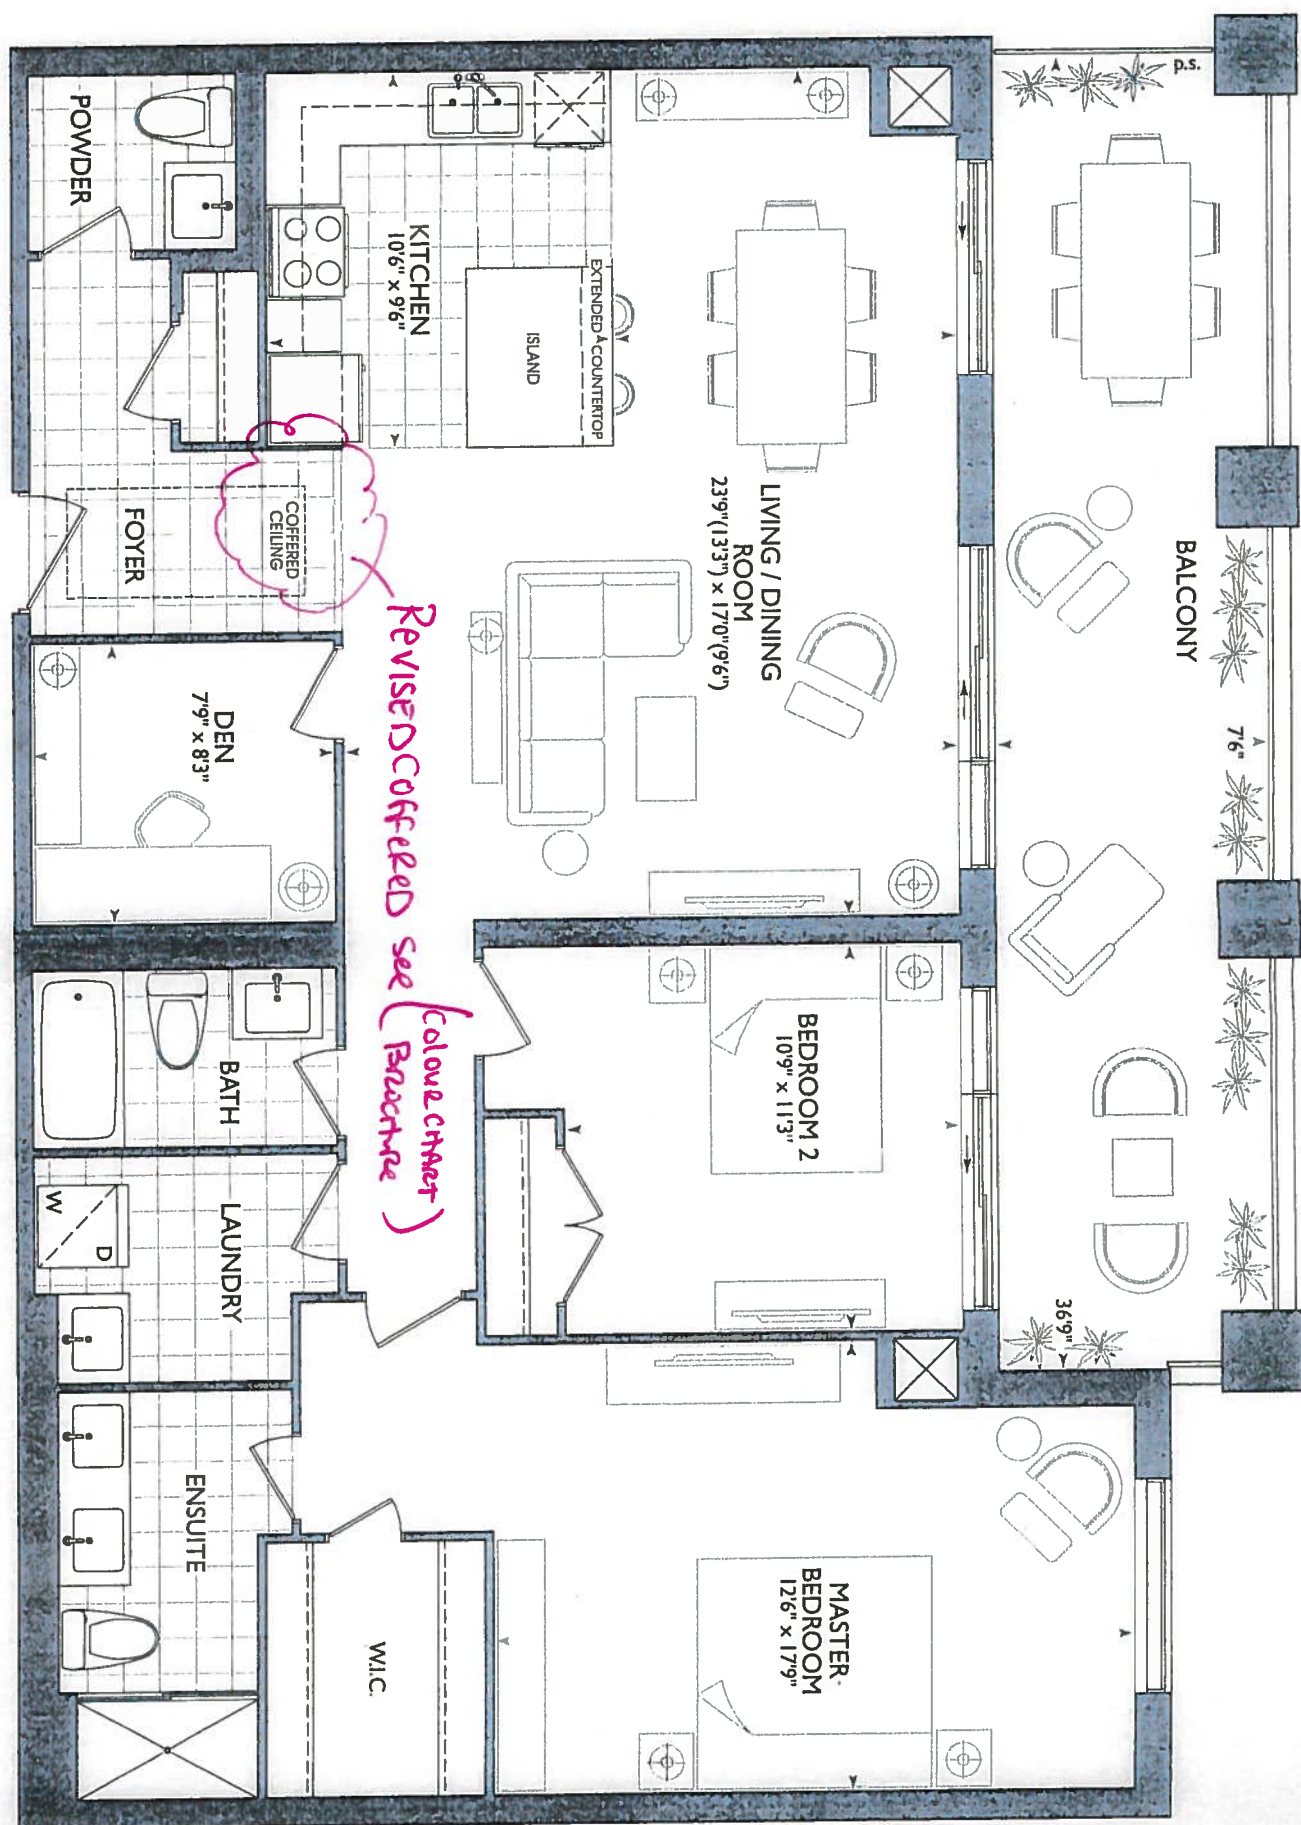 p.s.
BALCONY
7'6"
36'9"
POWDER
KITCHEN
10'6" x 9'6"
EXTENDED COUNTERTOP
ISLAND
LIVING / DINING
ROOM
23'9"(13'3") x 17'0"(9'6")
FOYER
COFFERED
CEILING
REVISED COFFERED see (COLOUR CHART)
BROCHURE
DEN
7'9" x 8'3"
BEDROOM 2
10'9" x 11'3"
BATH
LAUNDRY
W
D
ENSUITE
W.I.C.
MASTER
BEDROOM
12'6" x 17'9"